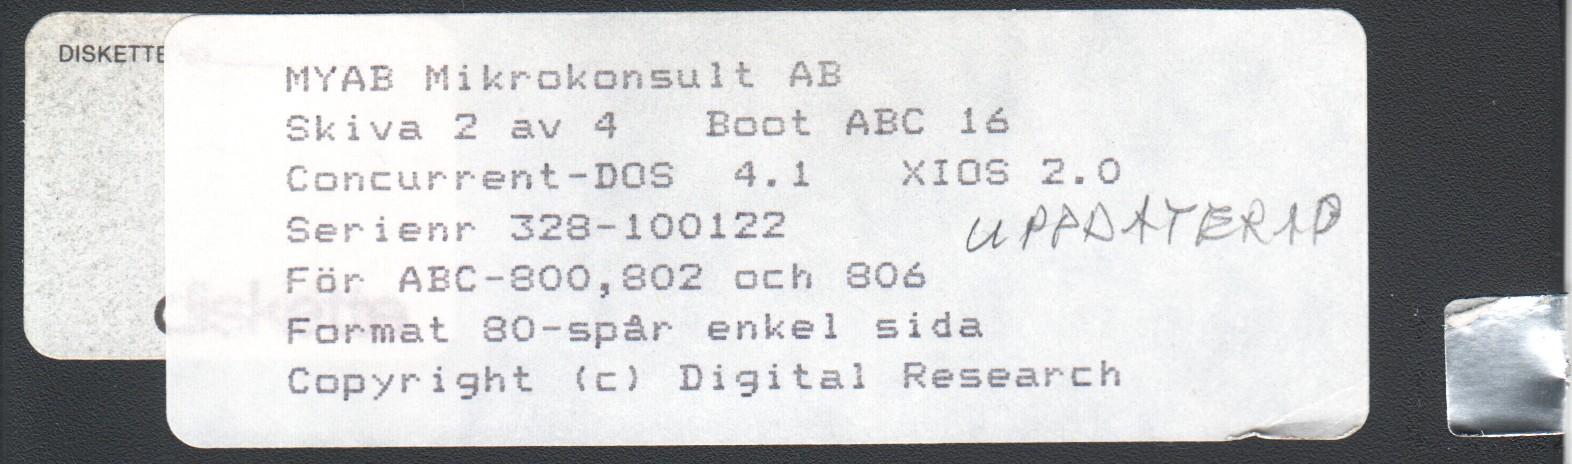 DISKETTE
MYAB Mikrokonsult AB
Skiva 2 av 4   Boot ABC 16
Concurrent-DOS  4.1   XIOS 2.0
Serienr 328-100122
UPPDATERAD
För ABC-800,802 och 806
diskette
Format 80-spår enkel sida
Copyright (c) Digital Research